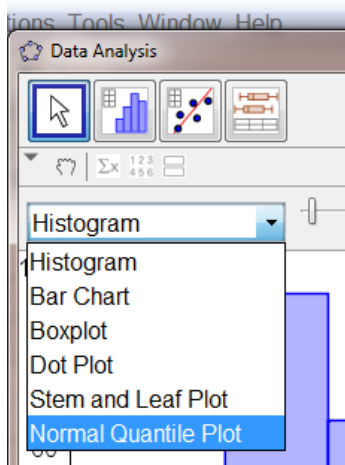 ions Tools Window Help
Data Analysis
Σx 123 456
Histogram
Histogram
Bar Chart
Boxplot
Dot Plot
Stem and Leaf Plot
Normal Quantile Plot